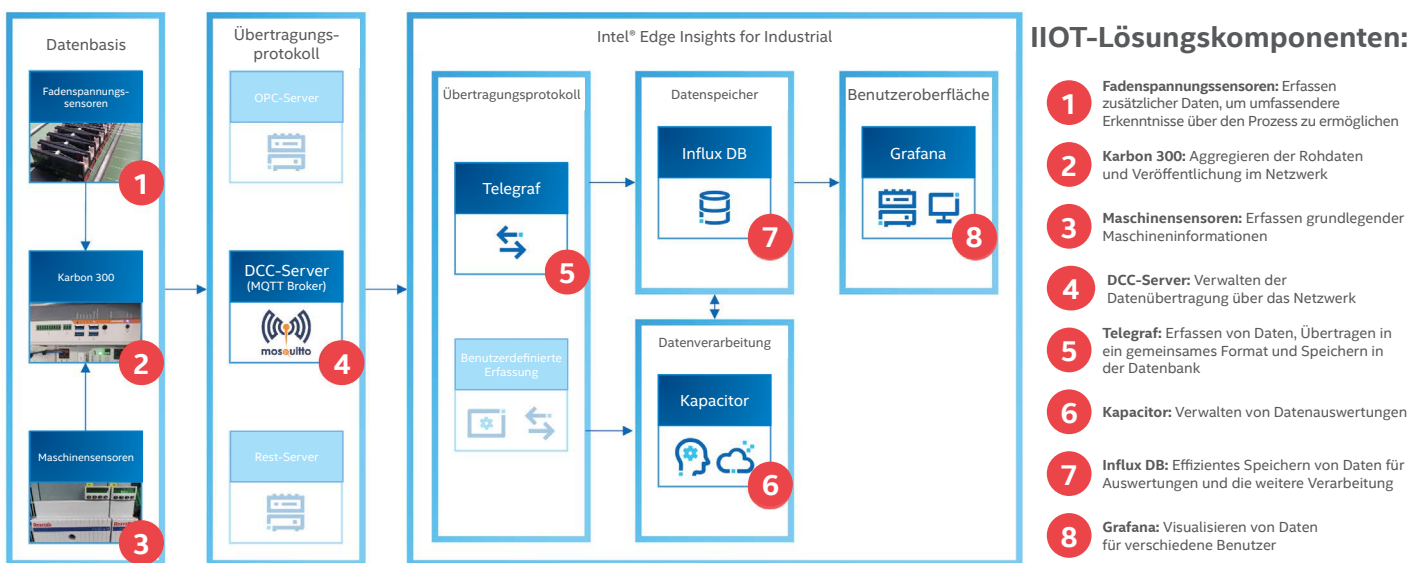 Datenbasis
Fadenspannungs-
sensoren
1
Karbon 300
2
Maschinensensoren
3
Übertragungs-
protokoll
OPC-Server
DCC-Server
(MQTT Broker)
mosquitto
4
Rest-Server
Intel® Edge Insights for Industrial
Übertragungsprotokoll
Telegraf
5
Benutzerdefinierte
Erfassung
Datenspeicher
Influx DB
7
Datenverarbeitung
Kapacitor
6
Benutzeroberfläche
Grafana
8
IIOT-Lösungskomponenten:
1
Fadenspannungssensoren: Erfassen
zusätzlicher Daten, um umfassendere
Erkenntnisse über den Prozess zu ermöglichen
2
Karbon 300: Aggregieren der Rohdaten
und Veröffentlichung im Netzwerk
3
Maschinensensoren: Erfassen grundlegender
Maschineninformationen
4
DCC-Server: Verwalten der
Datenübertragung über das Netzwerk
5
Telegraf: Erfassen von Daten, Übertragen in
ein gemeinsames Format und Speichern in
der Datenbank
6
Kapacitor: Verwalten von Datenauswertungen
7
Influx DB: Effizientes Speichern von Daten für
Auswertungen und die weitere Verarbeitung
8
Grafana: Visualisieren von Daten
für verschiedene Benutzer